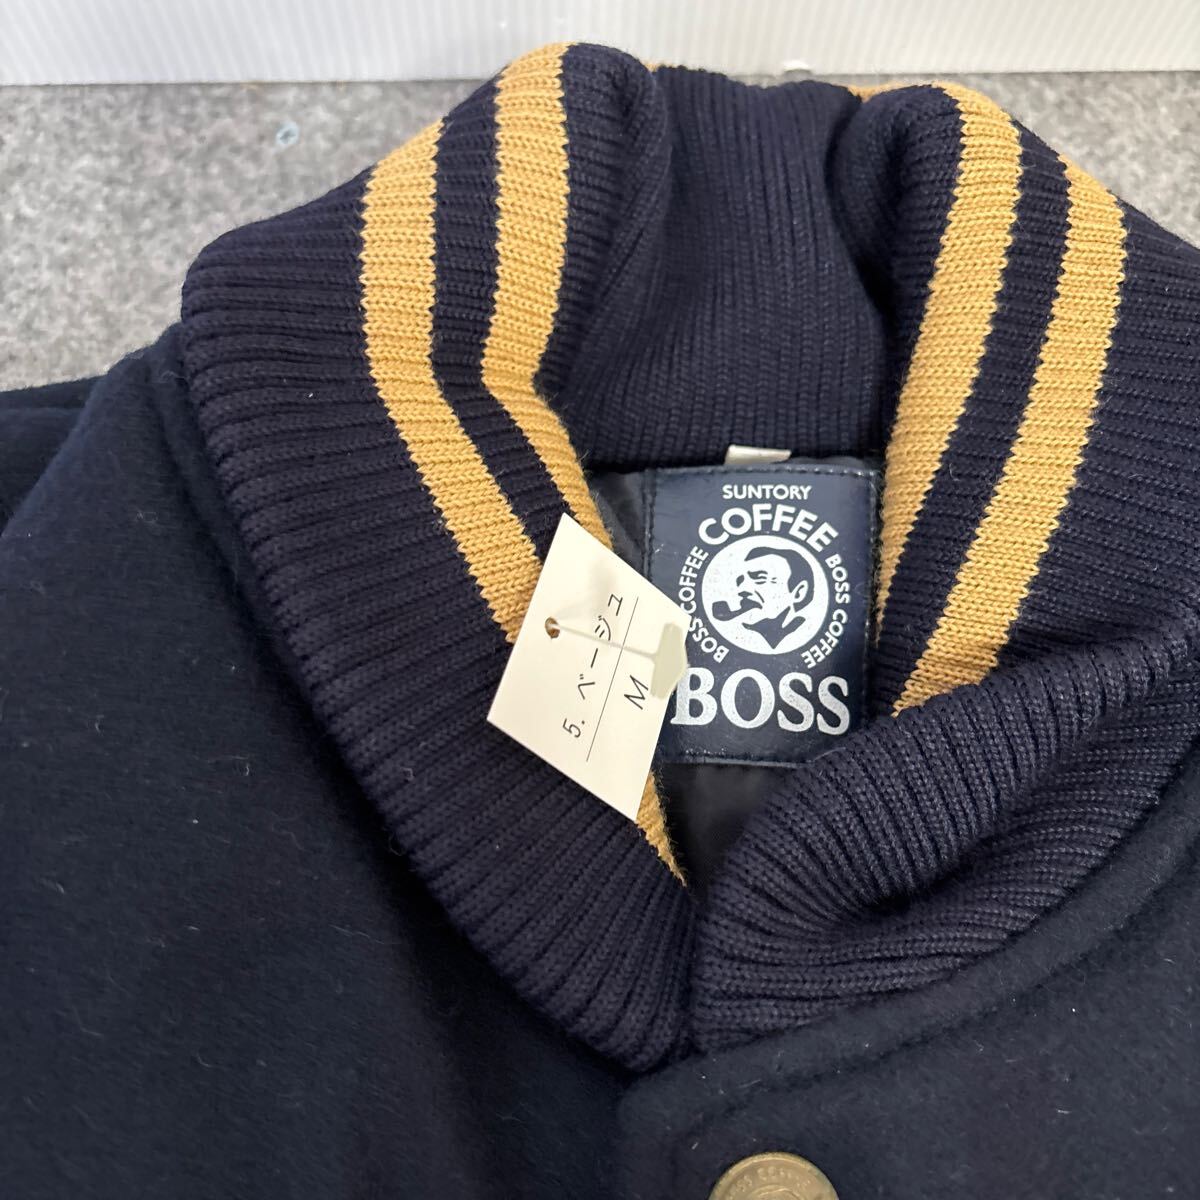 SUNTORY
COFFEE
BOSS COFFEE
BOSS COFFEE
BOSS
5. ベージュ
M